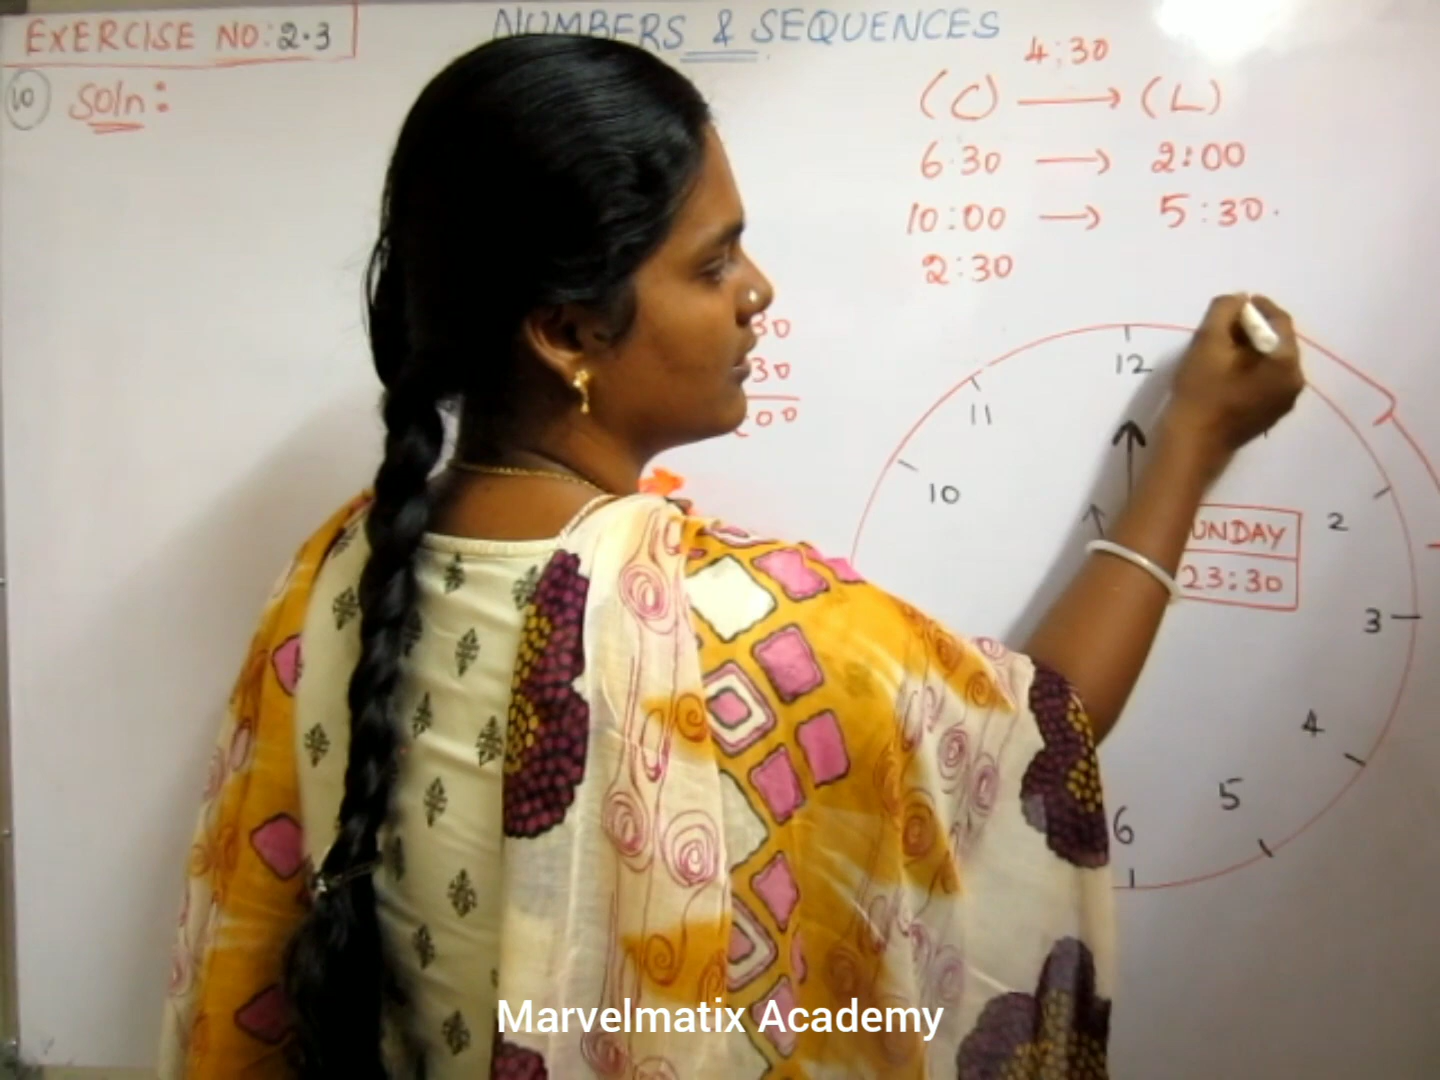 EXERCISE NO: 2.3
NUMBERS & SEQUENCES
10 Soln:
4:30
(C) → (L)
6.30 → 2:00
10:00 → 5:30.
2:30
30
30
00
12
11
10
2
UNDAY
23:30
3
4
5
6
Marvelmatix Academy